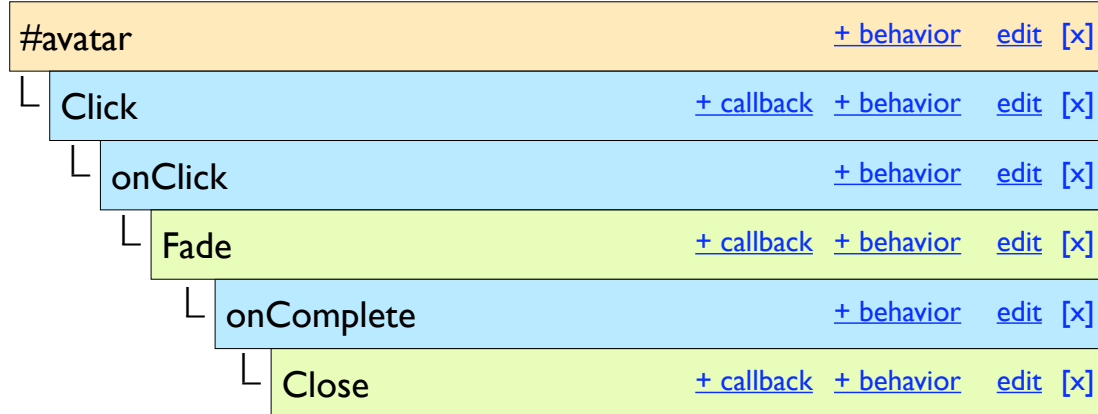 #avatar + behavior edit [x]
Click + callback + behavior edit [x]
onClick + behavior edit [x]
Fade + callback + behavior edit [x]
onComplete + behavior edit [x]
Close + callback + behavior edit [x]